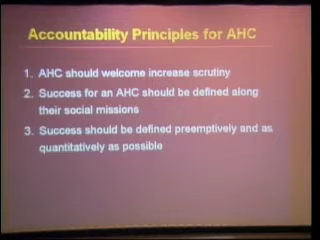 Accountability Principles for AHC
1. AHC should welcome increase scrutiny
2. Success for an AHC should be defined along
their social missions
3. Success should be defined preemptively and as
quantitatively as possible